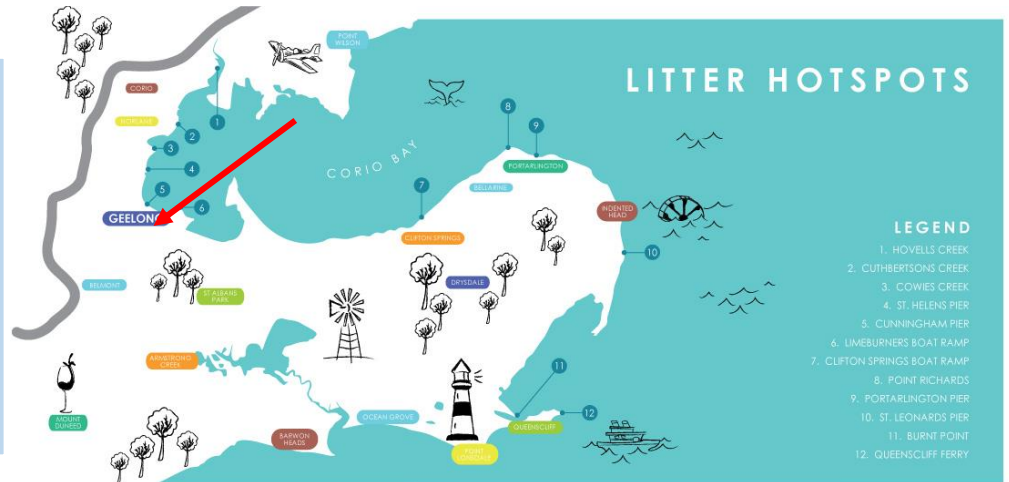 LITTER HOTSPOTS
POINT
WILSON
CORIO
NORLANE
1
2
3
4
5
6
GEELONG
CORIO BAY
8
9
PORTARLINGTON
7
BELLARINE
CLIFTON SPRINGS
INDENTED
HEAD
10
DRYSDALE
BELMONT
ST ALBANS
PARK
ARMSTRONG
CREEK
MOUNT
DUNEED
BARWON
HEADS
OCEAN GROVE
POINT
LONSDALE
11
12
QUEENSCLIFF
LEGEND
1. HOVELLS CREEK
2. CUTHBERTSONS CREEK
3. COWIES CREEK
4. ST. HELENS PIER
5. CUNNINGHAM PIER
6. LIMEBURNERS BOAT RAMP
7. CLIFTON SPRINGS BOAT RAMP
8. POINT RICHARDS
9. PORTARLINGTON PIER
10. ST. LEONARDS PIER
11. BURNT POINT
12. QUEENSCLIFF FERRY